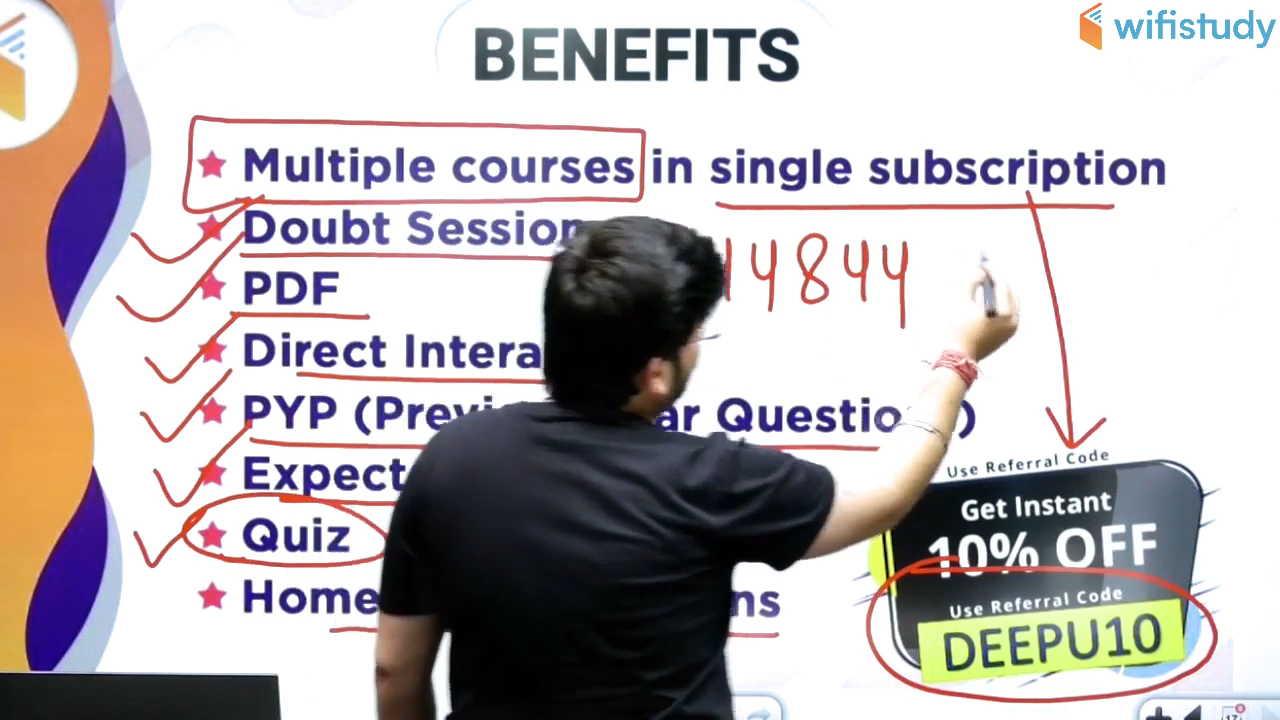 wifistudy
BENEFITS
Multiple courses in single subscription
Doubt Session
14844
PDF
Direct Intera
PYP (Previ ar Questio )
Expect
Quiz
Home ns
Use Referral Code
Get Instant
10% OFF
Use Referral Code
DEEPU10